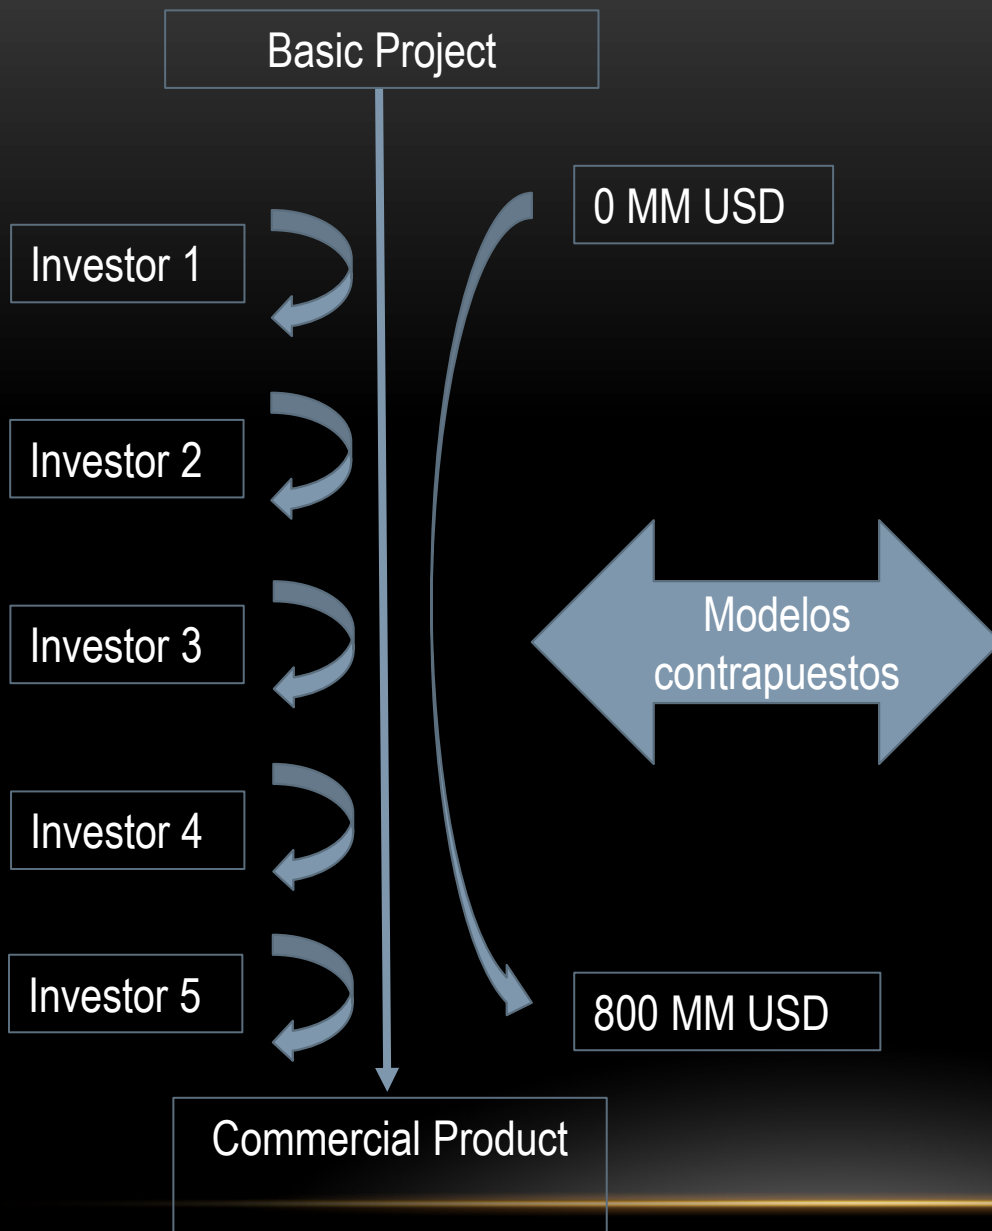 Basic Project
0 MM USD
Investor 1
Investor 2
Investor 3
Modelos
contrapuestos
Investor 4
Investor 5
800 MM USD
Commercial Product